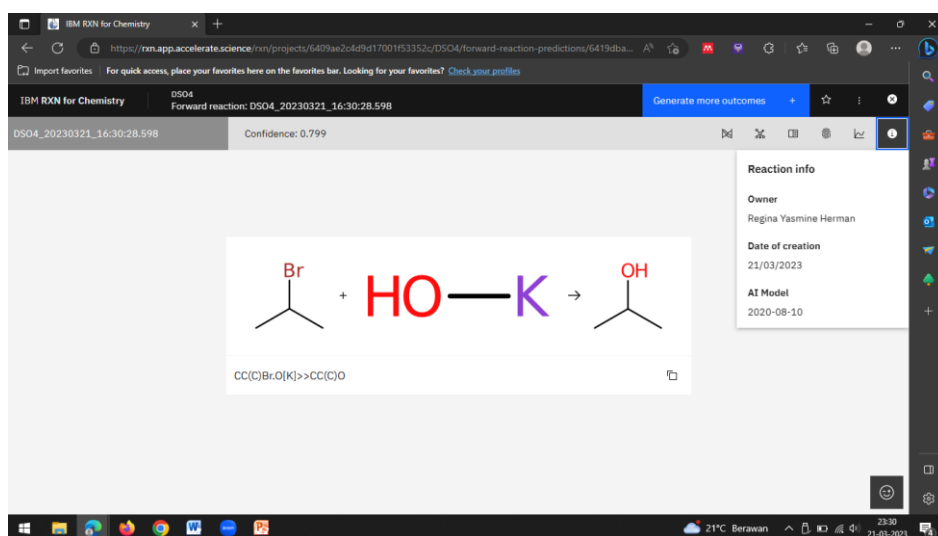 IBM RXN for Chemistry
https://rxn.app.accelerate.science/rxn/projects/6409ae2c4d9d17001f53352c/DSO4/forward-reaction-predictions/6419dba...
Import favorites
For quick access, place your favorites here on the favorites bar. Looking for your favorites? Check your profiles
IBM RXN for Chemistry
DSO4
Forward reaction: DSO4_20230321_16:30:28.598
Generate more outcomes +
DSO4_20230321_16:30:28.598
Confidence: 0.799
Reaction info
Owner
Regina Yasmine Herman
Date of creation
21/03/2023
AI Model
2020-08-10
Br
+
HO
K
→
OH
CC(C)Br.O[K]>>CC(C)O
21°C Berawan
23:30
21-03-2023